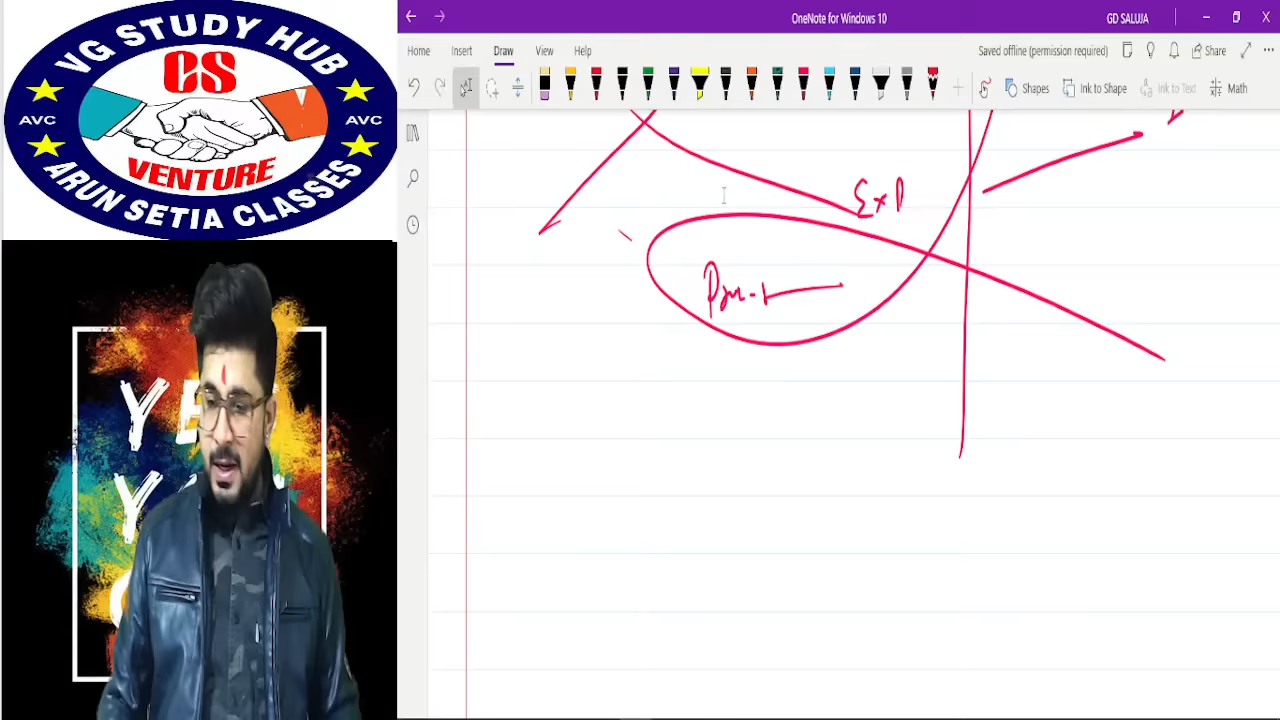 VG STUDY HUB
CS
AVC
AVC
VENTURE
ARUN SETIA CLASSES
OneNote for Windows 10
GD SALUJA
Home
Insert
Draw
View
Help
Saved offline (permission required)
Share
Shapes
Ink to Shape
Ink to Text
Math
Exp